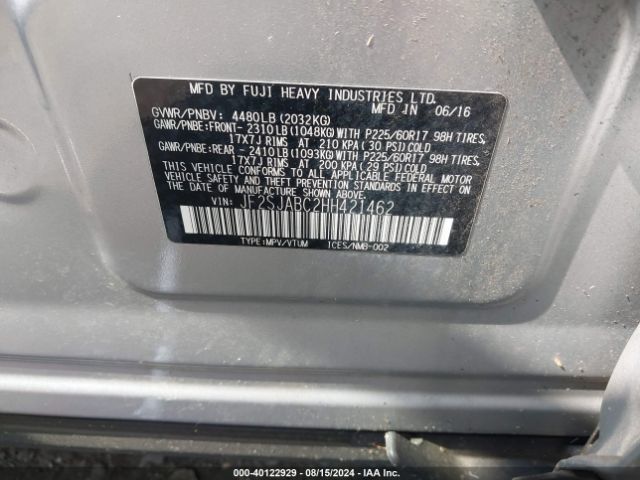 MFD BY FUJI HEAVY INDUSTRIES LTD.
MFD IN 06/16
GVWR/PNBV: 4480LB (2032KG)
GAWR/PNBE:FRONT- 2310LB (1048KG) WITH P225/60R17 98H TIRES,
17X7J RIMS AT 210 KPA (30 PSI) COLD
GAWR/PNBE:REAR - 2410LB (1093KG) WITH P225/60R17 98H TIRES,
17X7J RIMS AT 200 KPA (29 PSI) COLD
THIS VEHICLE CONFORMS TO ALL APPLICABLE FEDERAL MOTOR
VEHICLE SAFETY STANDARDS IN EFFECT ON THE DATE OF
MANUFACTURE SHOWN ABOVE.
VIN: JF2SJABC2HH421462
TYPE:MPV/VTUM ICES/NMB-002
000-40122929 - 08/15/2024 - IAA Inc.